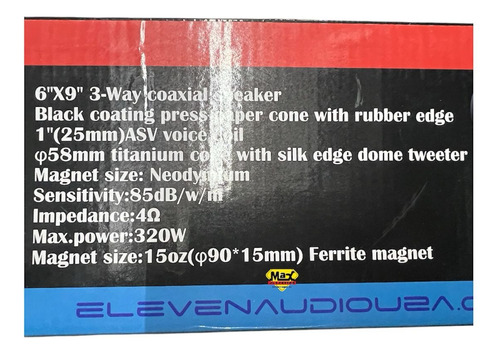 6"X9" 3-Way coaxial speaker
Black coating press paper cone with rubber edge
1"(25mm)ASV voice coil
φ58mm titanium cone with silk edge dome tweeter
Magnet size: Neodymium
Sensitivity:85dB/w/m
Impedance:4Ω
Max.power:320W
Magnet size:15oz(φ90*15mm) Ferrite magnet
Max
ELEVENAUDIOUSA.C